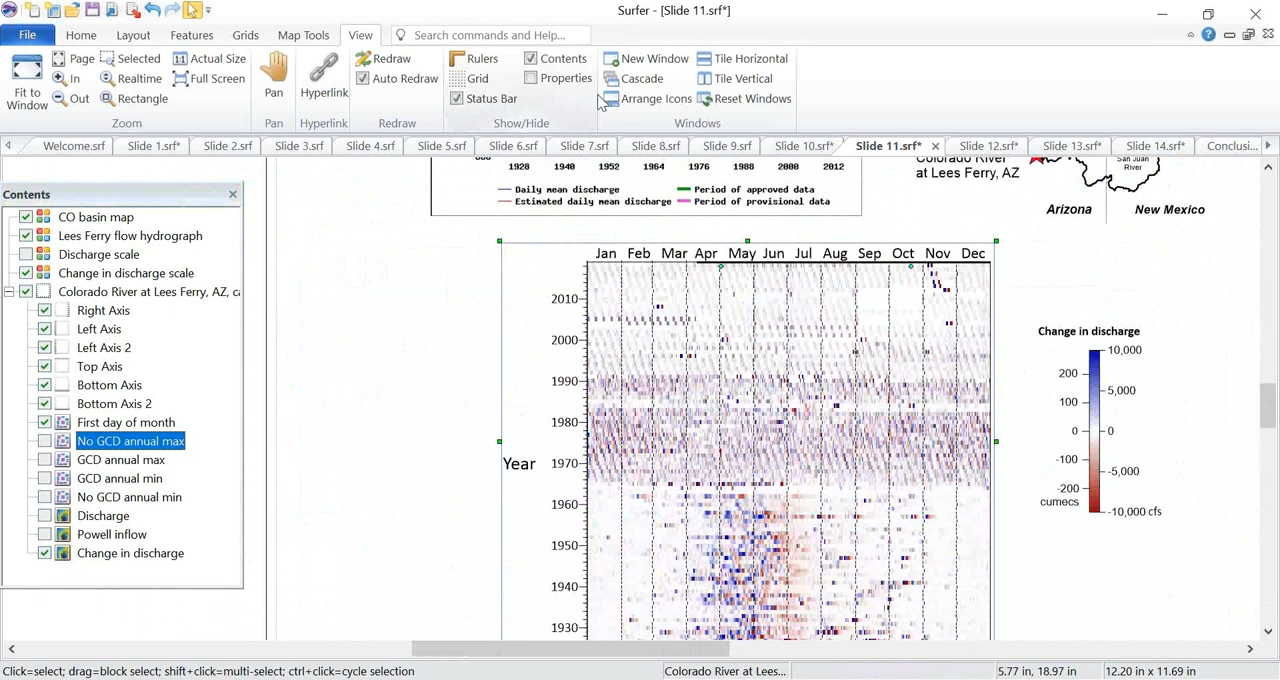 Surfer - [Slide 11.srf*]
File Home Layout Features Grids Map Tools View Search commands and Help...
Fit to Window
Page Selected Actual Size
In Realtime Full Screen
Out Rectangle
Zoom
Pan
Pan
Hyperlink
Hyperlink
Redraw
Auto Redraw
Redraw
Rulers Contents
Grid Properties
Status Bar
Show/Hide
New Window Tile Horizontal
Cascade Tile Vertical
Arrange Icons Reset Windows
Windows
Welcome.srf Slide 1.srf* Slide 2.srf Slide 3.srf Slide 4.srf Slide 5.srf Slide 6.srf Slide 7.srf Slide 8.srf Slide 9.srf Slide 10.srf* Slide 11.srf* Slide 12.srf* Slide 13.srf* Slide 14.srf* Conclusi...
Contents
CO basin map
Lees Ferry flow hydrograph
Discharge scale
Change in discharge scale
Colorado River at Lees Ferry, AZ, ca
Right Axis
Left Axis
Left Axis 2
Top Axis
Bottom Axis
Bottom Axis 2
First day of month
No GCD annual max
GCD annual max
GCD annual min
No GCD annual min
Discharge
Powell inflow
Change in discharge
1928 1940 1952 1964 1976 1988 2000 2012
Daily mean discharge Period of approved data
Estimated daily mean discharge Period of provisional data
Colorado River
at Lees Ferry, AZ
San Juan
River
Arizona New Mexico
Jan Feb Mar Apr May Jun Jul Aug Sep Oct Nov Dec
2010
2000
1990
1980
Year
1970
1960
1950
1940
1930
Change in discharge
10,000
200
5,000
100
0 0
-100
-5,000
-200
cumecs
-10,000 cfs
Click=select; drag=block select; shift+click=multi-select; ctrl+click=cycle selection Colorado River at Lees... 5.77 in, 18.97 in 12.20 in x 11.69 in